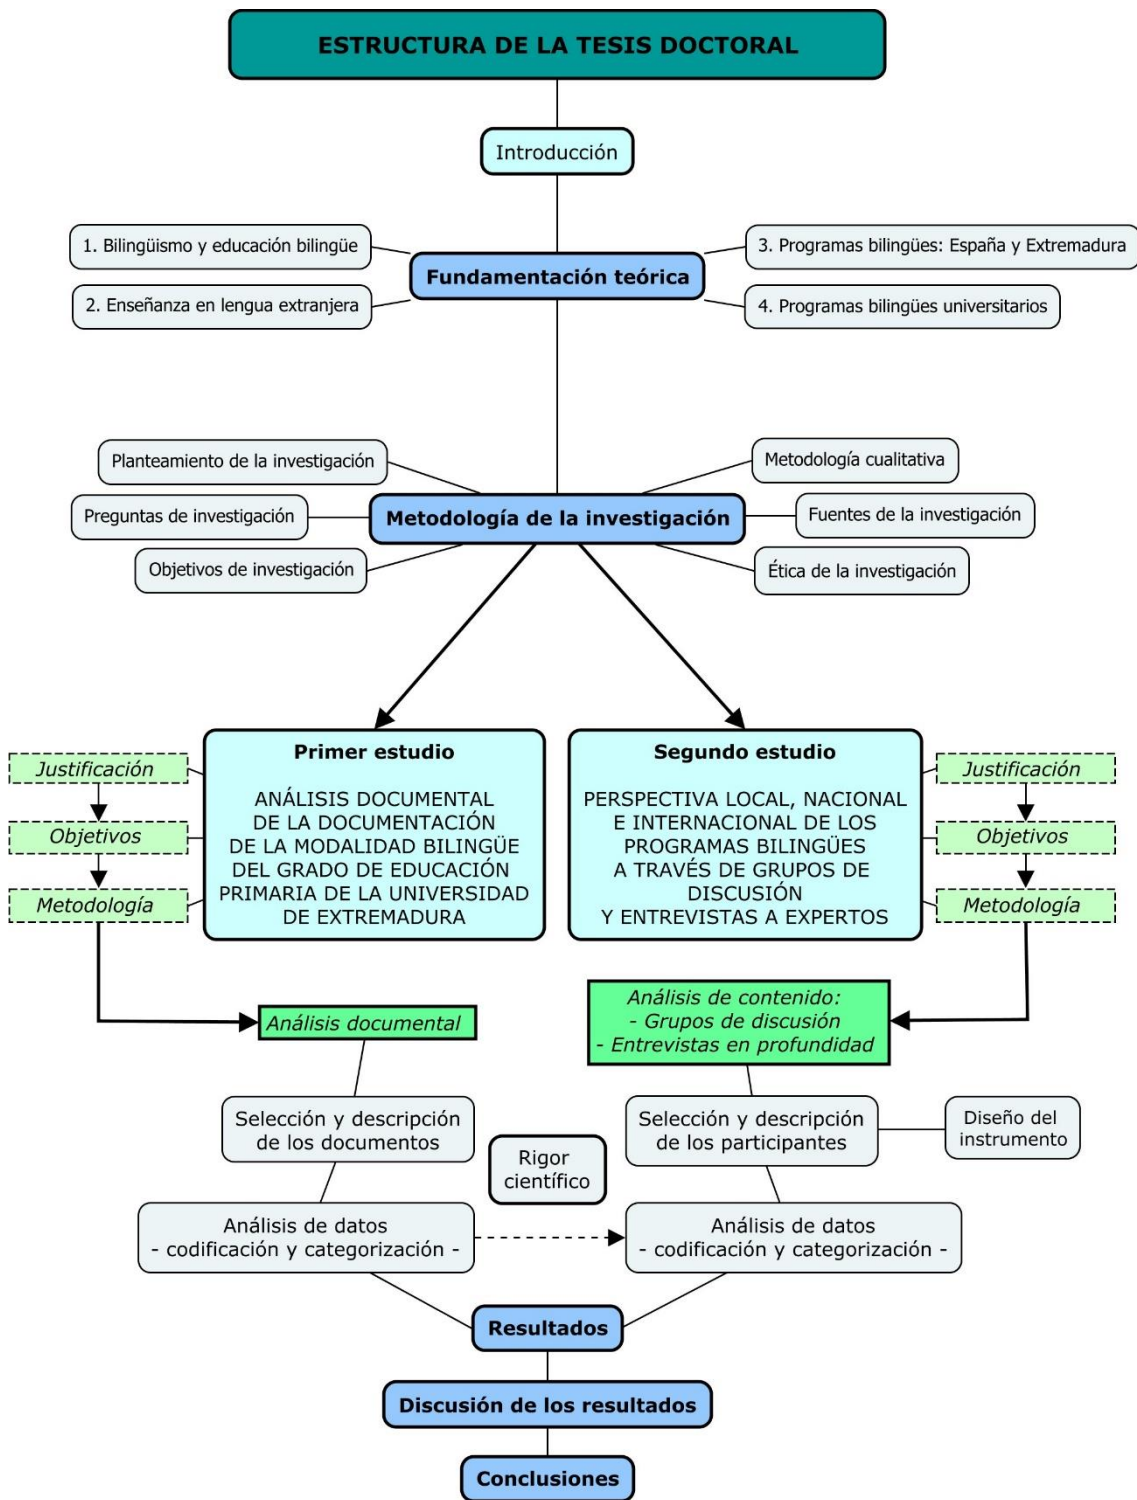 ESTRUCTURA DE LA TESIS DOCTORAL
Introducción
1. Bilingüismo y educación bilingüe
3. Programas bilingües: España y Extremadura
Fundamentación teórica
2. Enseñanza en lengua extranjera
4. Programas bilingües universitarios
Planteamiento de la investigación
Metodología cualitativa
Preguntas de investigación
Metodología de la investigación
Fuentes de la investigación
Objetivos de investigación
Ética de la investigación
Primer estudio
ANÁLISIS DOCUMENTAL
DE LA DOCUMENTACIÓN
DE LA MODALIDAD BILINGÜE
DEL GRADO DE EDUCACIÓN
PRIMARIA DE LA UNIVERSIDAD
DE EXTREMADURA
Justificación
Objetivos
Metodología
Segundo estudio
PERSPECTIVA LOCAL, NACIONAL
E INTERNACIONAL DE LOS
PROGRAMAS BILINGÜES
A TRAVÉS DE GRUPOS DE
DISCUSIÓN
Y ENTREVISTAS A EXPERTOS
Justificación
Objetivos
Metodología
Análisis documental
Análisis de contenido:
- Grupos de discusión
- Entrevistas en profundidad
Selección y descripción
de los documentos
Selección y descripción
de los participantes
Diseño del
instrumento
Rigor
científico
Análisis de datos
- codificación y categorización -
Análisis de datos
- codificación y categorización -
Resultados
Discusión de los resultados
Conclusiones